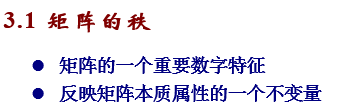 3.1 矩阵的秩
● 矩阵的一个重要数字特征
● 反映矩阵本质属性的一个不变量